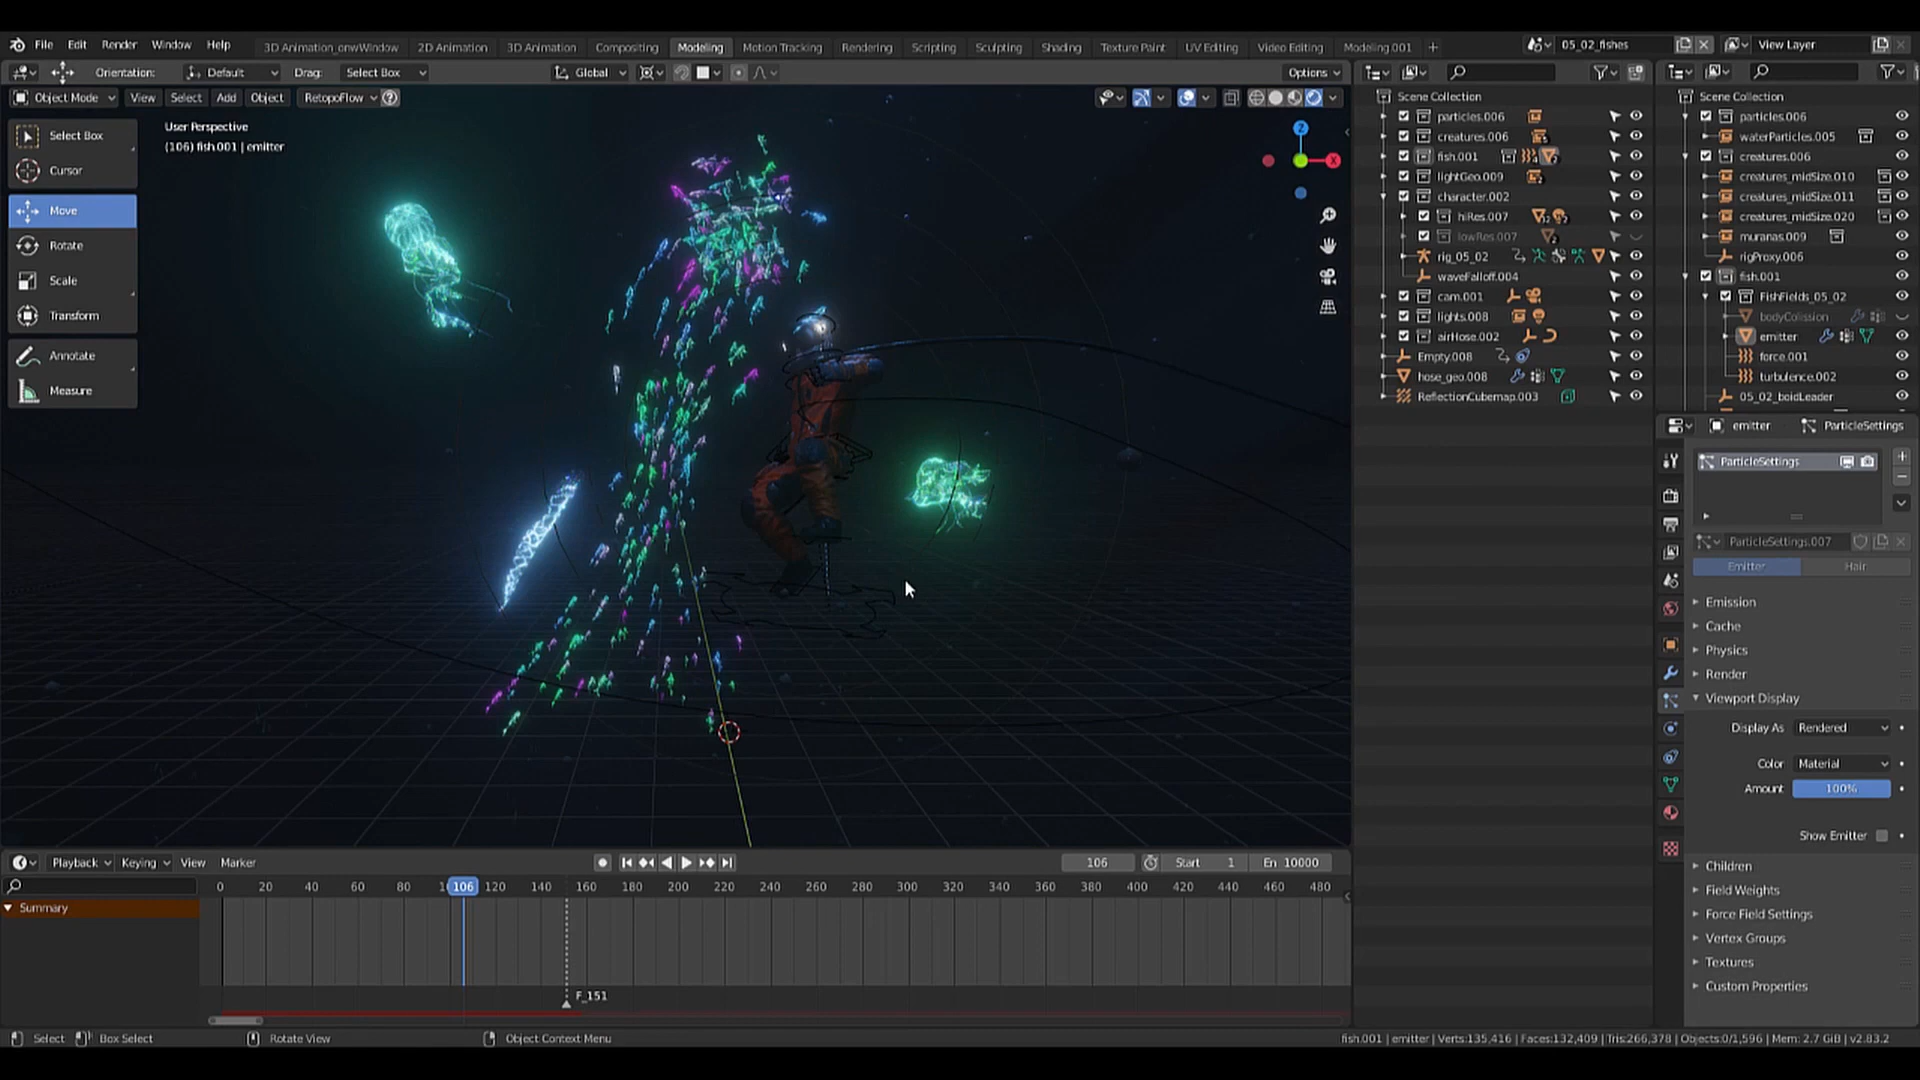 File Edit Render Window Help 3D Animation_onwWindow 2D Animation 3D Animation Compositing Modeling Motion Tracking Rendering Scripting Sculpting Shading Texture Paint UV Editing Video Editing Modeling.001 + 05_02_fishes View Layer
Orientation: Default Drag: Select Box Global Options
Object Mode View Select Add Object RetopoFlow
User Perspective
(106) fish.001 | emitter
Select Box
Cursor
Move
Rotate
Scale
Transform
Annotate
Measure
Z
X
Scene Collection
particles.006
creatures.006
fish.001
lightGeo.009
character.002
hiRes.007
lowRes.007
rig_05_02
waveFalloff.004
cam.001
lights.008
airHose.002
Empty.008
hose_geo.008
ReflectionCubemap.003
Scene Collection
particles.006
waterParticles.005
creatures.006
creatures_midSize.010
creatures_midSize.011
creatures_midSize.020
muranas.009
rigProxy.006
fish.001
FishFields_05_02
bodyColission
emitter
force.001
turbulence.002
05_02_boidLeader
emitter ParticleSettings
ParticleSettings
ParticleSettings.007
Emitter Hair
Emission
Cache
Physics
Render
Viewport Display
Display As Rendered
Color Material
Amount 100%
Show Emitter
Children
Field Weights
Force Field Settings
Vertex Groups
Textures
Custom Properties
Playback Keying View Marker 106 Start 1 En 10000
0 20 40 60 80 106 120 140 160 180 200 220 240 260 280 300 320 340 360 380 400 420 440 460 480
Summary
F_151
Select Box Select Rotate View Object Context Menu fish.001 | emitter | Verts:135,416 | Faces:132,409 | Tris:266,378 | Objects:0/1,596 | Mem: 2.7 GiB | v2.83.2